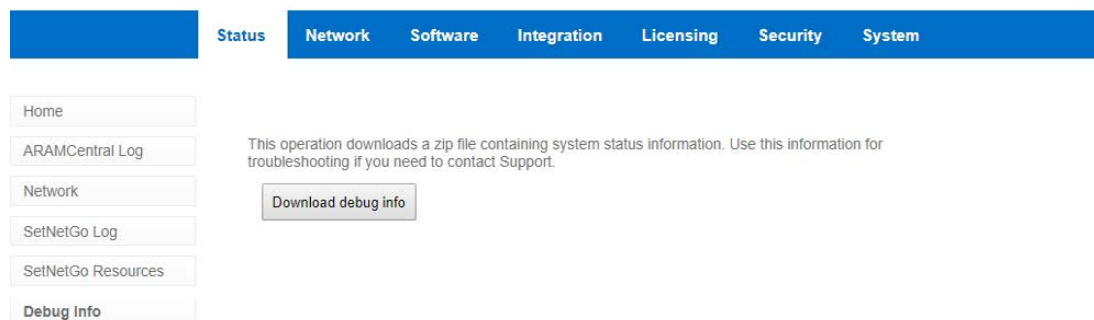 Status Network Software Integration Licensing Security System
Home
ARAMCentral Log
Network
SetNetGo Log
SetNetGo Resources
Debug Info
This operation downloads a zip file containing system status information. Use this information for
troubleshooting if you need to contact Support.
Download debug info